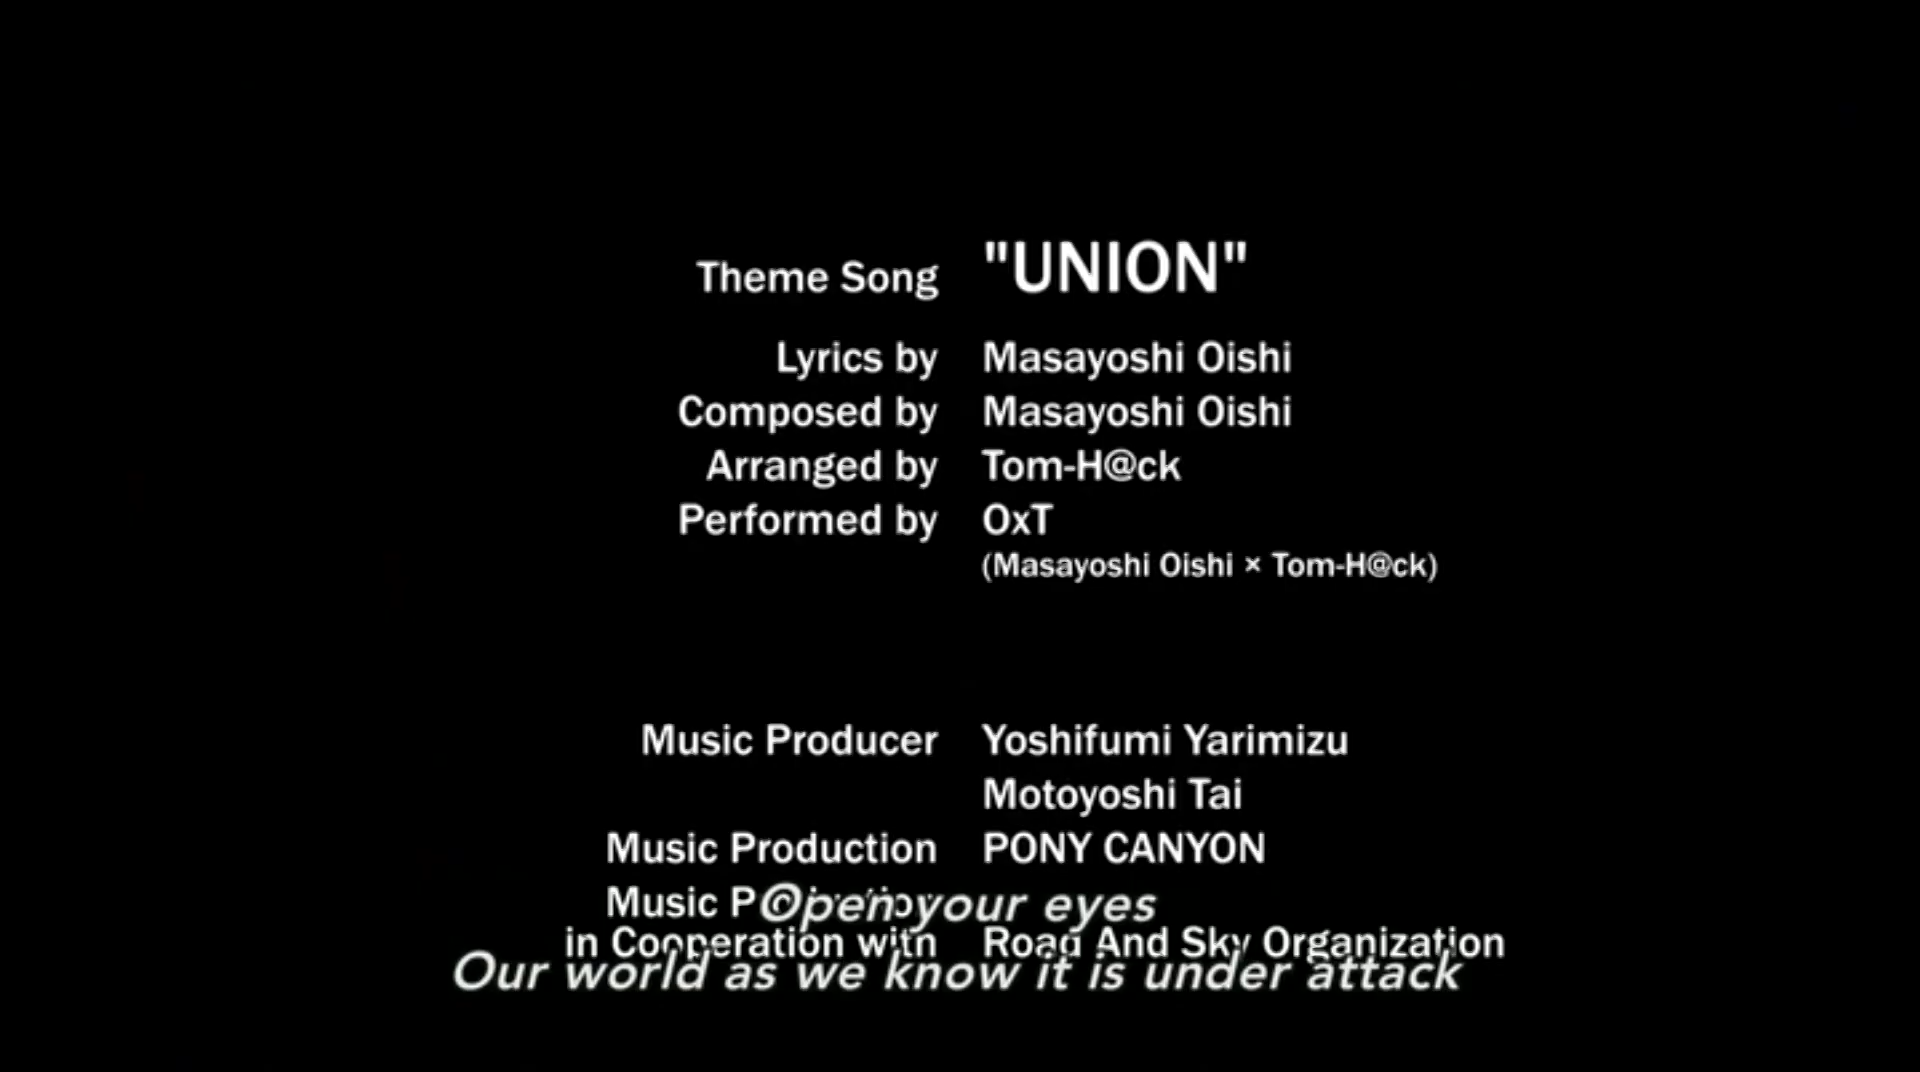 Theme Song "UNION"
Lyrics by Masayoshi Oishi
Composed by Masayoshi Oishi
Arranged by Tom-H@ck
Performed by OxT
(Masayoshi Oishi × Tom-H@ck)
Music Producer Yoshifumi Yarimizu
Motoyoshi Tai
Music Production PONY CANYON
Music
Open your eyes
in Cooperation with Road And Sky Organization
Our world as we know it is under attack